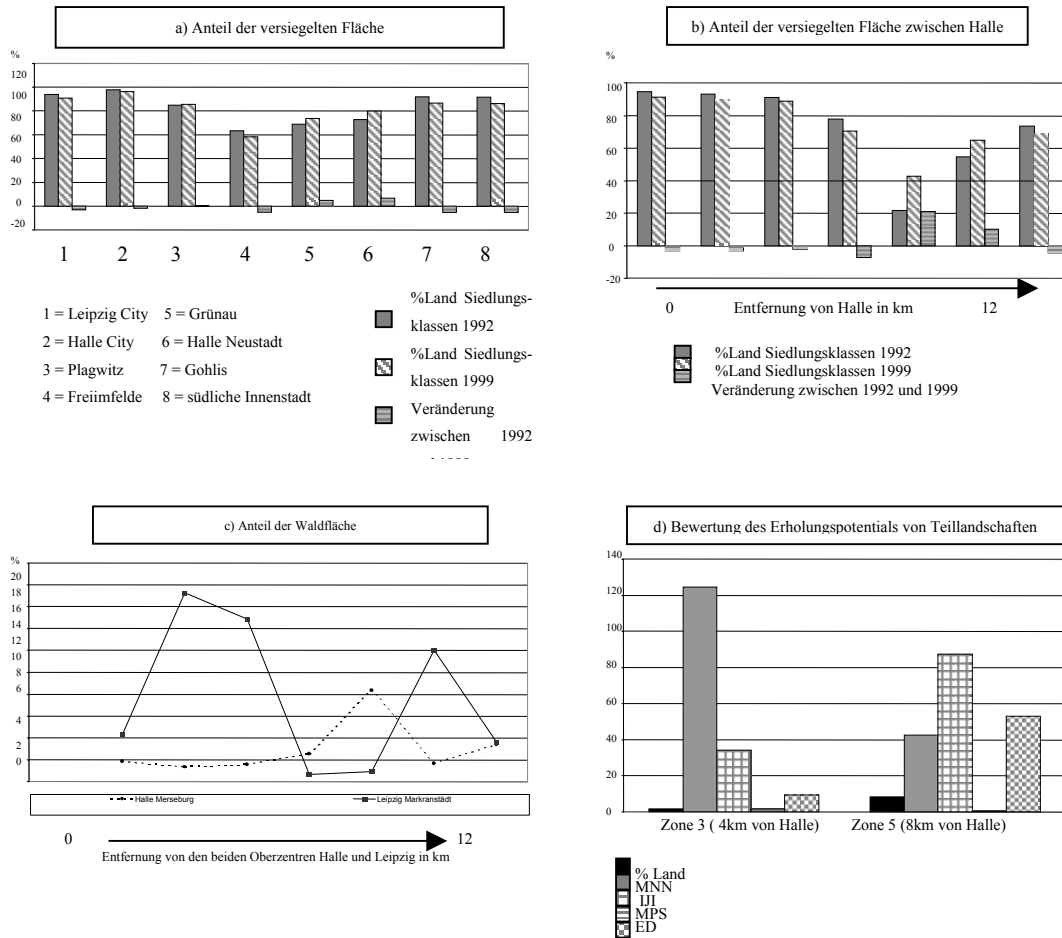 a) Anteil der versiegelten Fläche
%
120
100
80
60
40
20
0
-20
1 2 3 4 5 6 7 8
1 = Leipzig City 5 = Grünau
2 = Halle City 6 = Halle Neustadt
3 = Plagwitz 7 = Gohlis
4 = Freiimfelde 8 = südliche Innenstadt
%Land Siedlungs-
klassen 1992
%Land Siedlungs-
klassen 1999
Veränderung
zwischen 1992
b) Anteil der versiegelten Fläche zwischen Halle
%
100
80
60
40
20
0
-20
0 Entfernung von Halle in km 12
%Land Siedlungsklassen 1992
%Land Siedlungsklassen 1999
Veränderung zwischen 1992 und 1999
c) Anteil der Waldfläche
%
20
18
16
14
12
10
8
6
4
2
0
Halle Merseburg Leipzig Markranstädt
0 12
Entfernung von den beiden Oberzentren Halle und Leipzig in km
d) Bewertung des Erholungspotentials von Teillandschaften
140
120
100
80
60
40
20
0
Zone 3 ( 4km von Halle) Zone 5 (8km von Halle)
% Land
MNN
IJI
MPS
ED